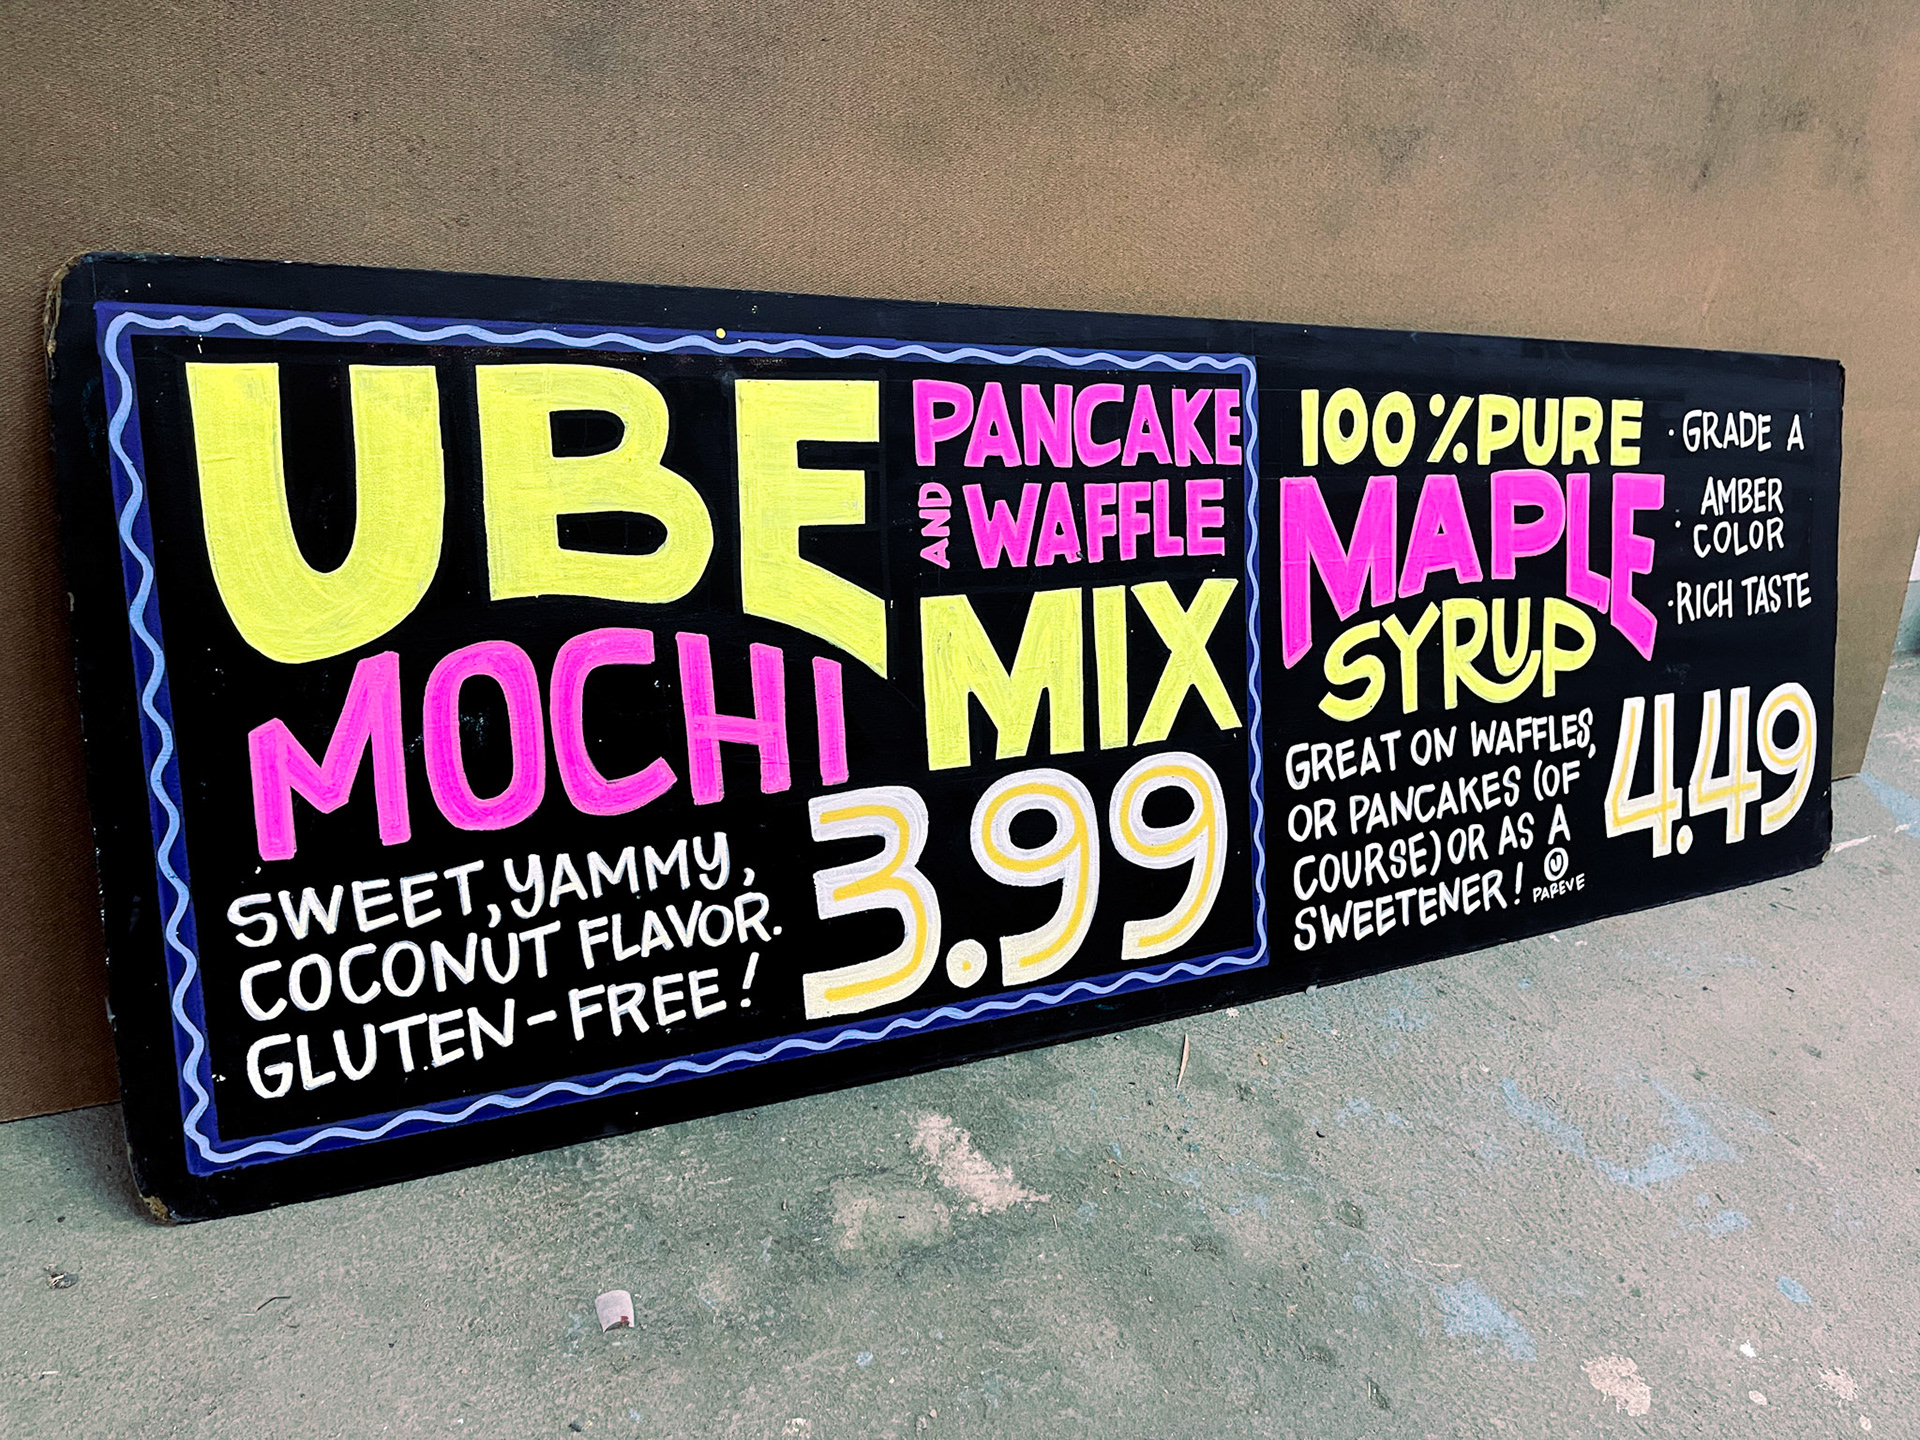 UBE
MOCHI
PANCAKE
AND WAFFLE
MIX
SWEET, YAMMY,
COCONUT FLAVOR.
GLUTEN-FREE!
3.99
100% PURE
MAPLE
SYRUP
· GRADE A
· AMBER
COLOR
· RICH TASTE
GREAT ON WAFFLES,
OR PANCAKES (OF
COURSE) OR AS A
SWEETENER!
U
PAREVE
4.49